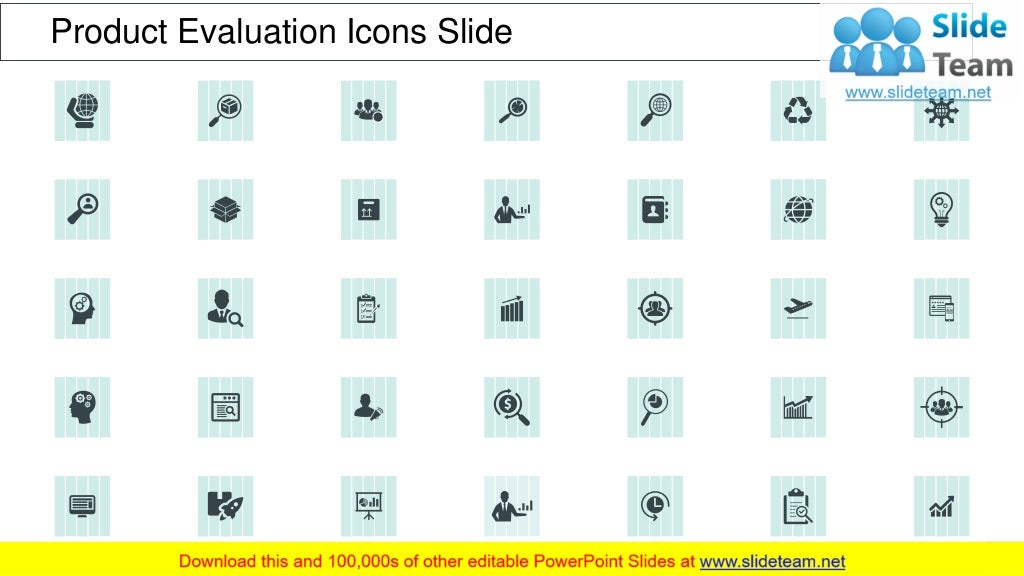 Product Evaluation Icons Slide
Slide
Team
www.slideteam.net
Download this and 100,000s of other editable PowerPoint Slides at www.slideteam.net